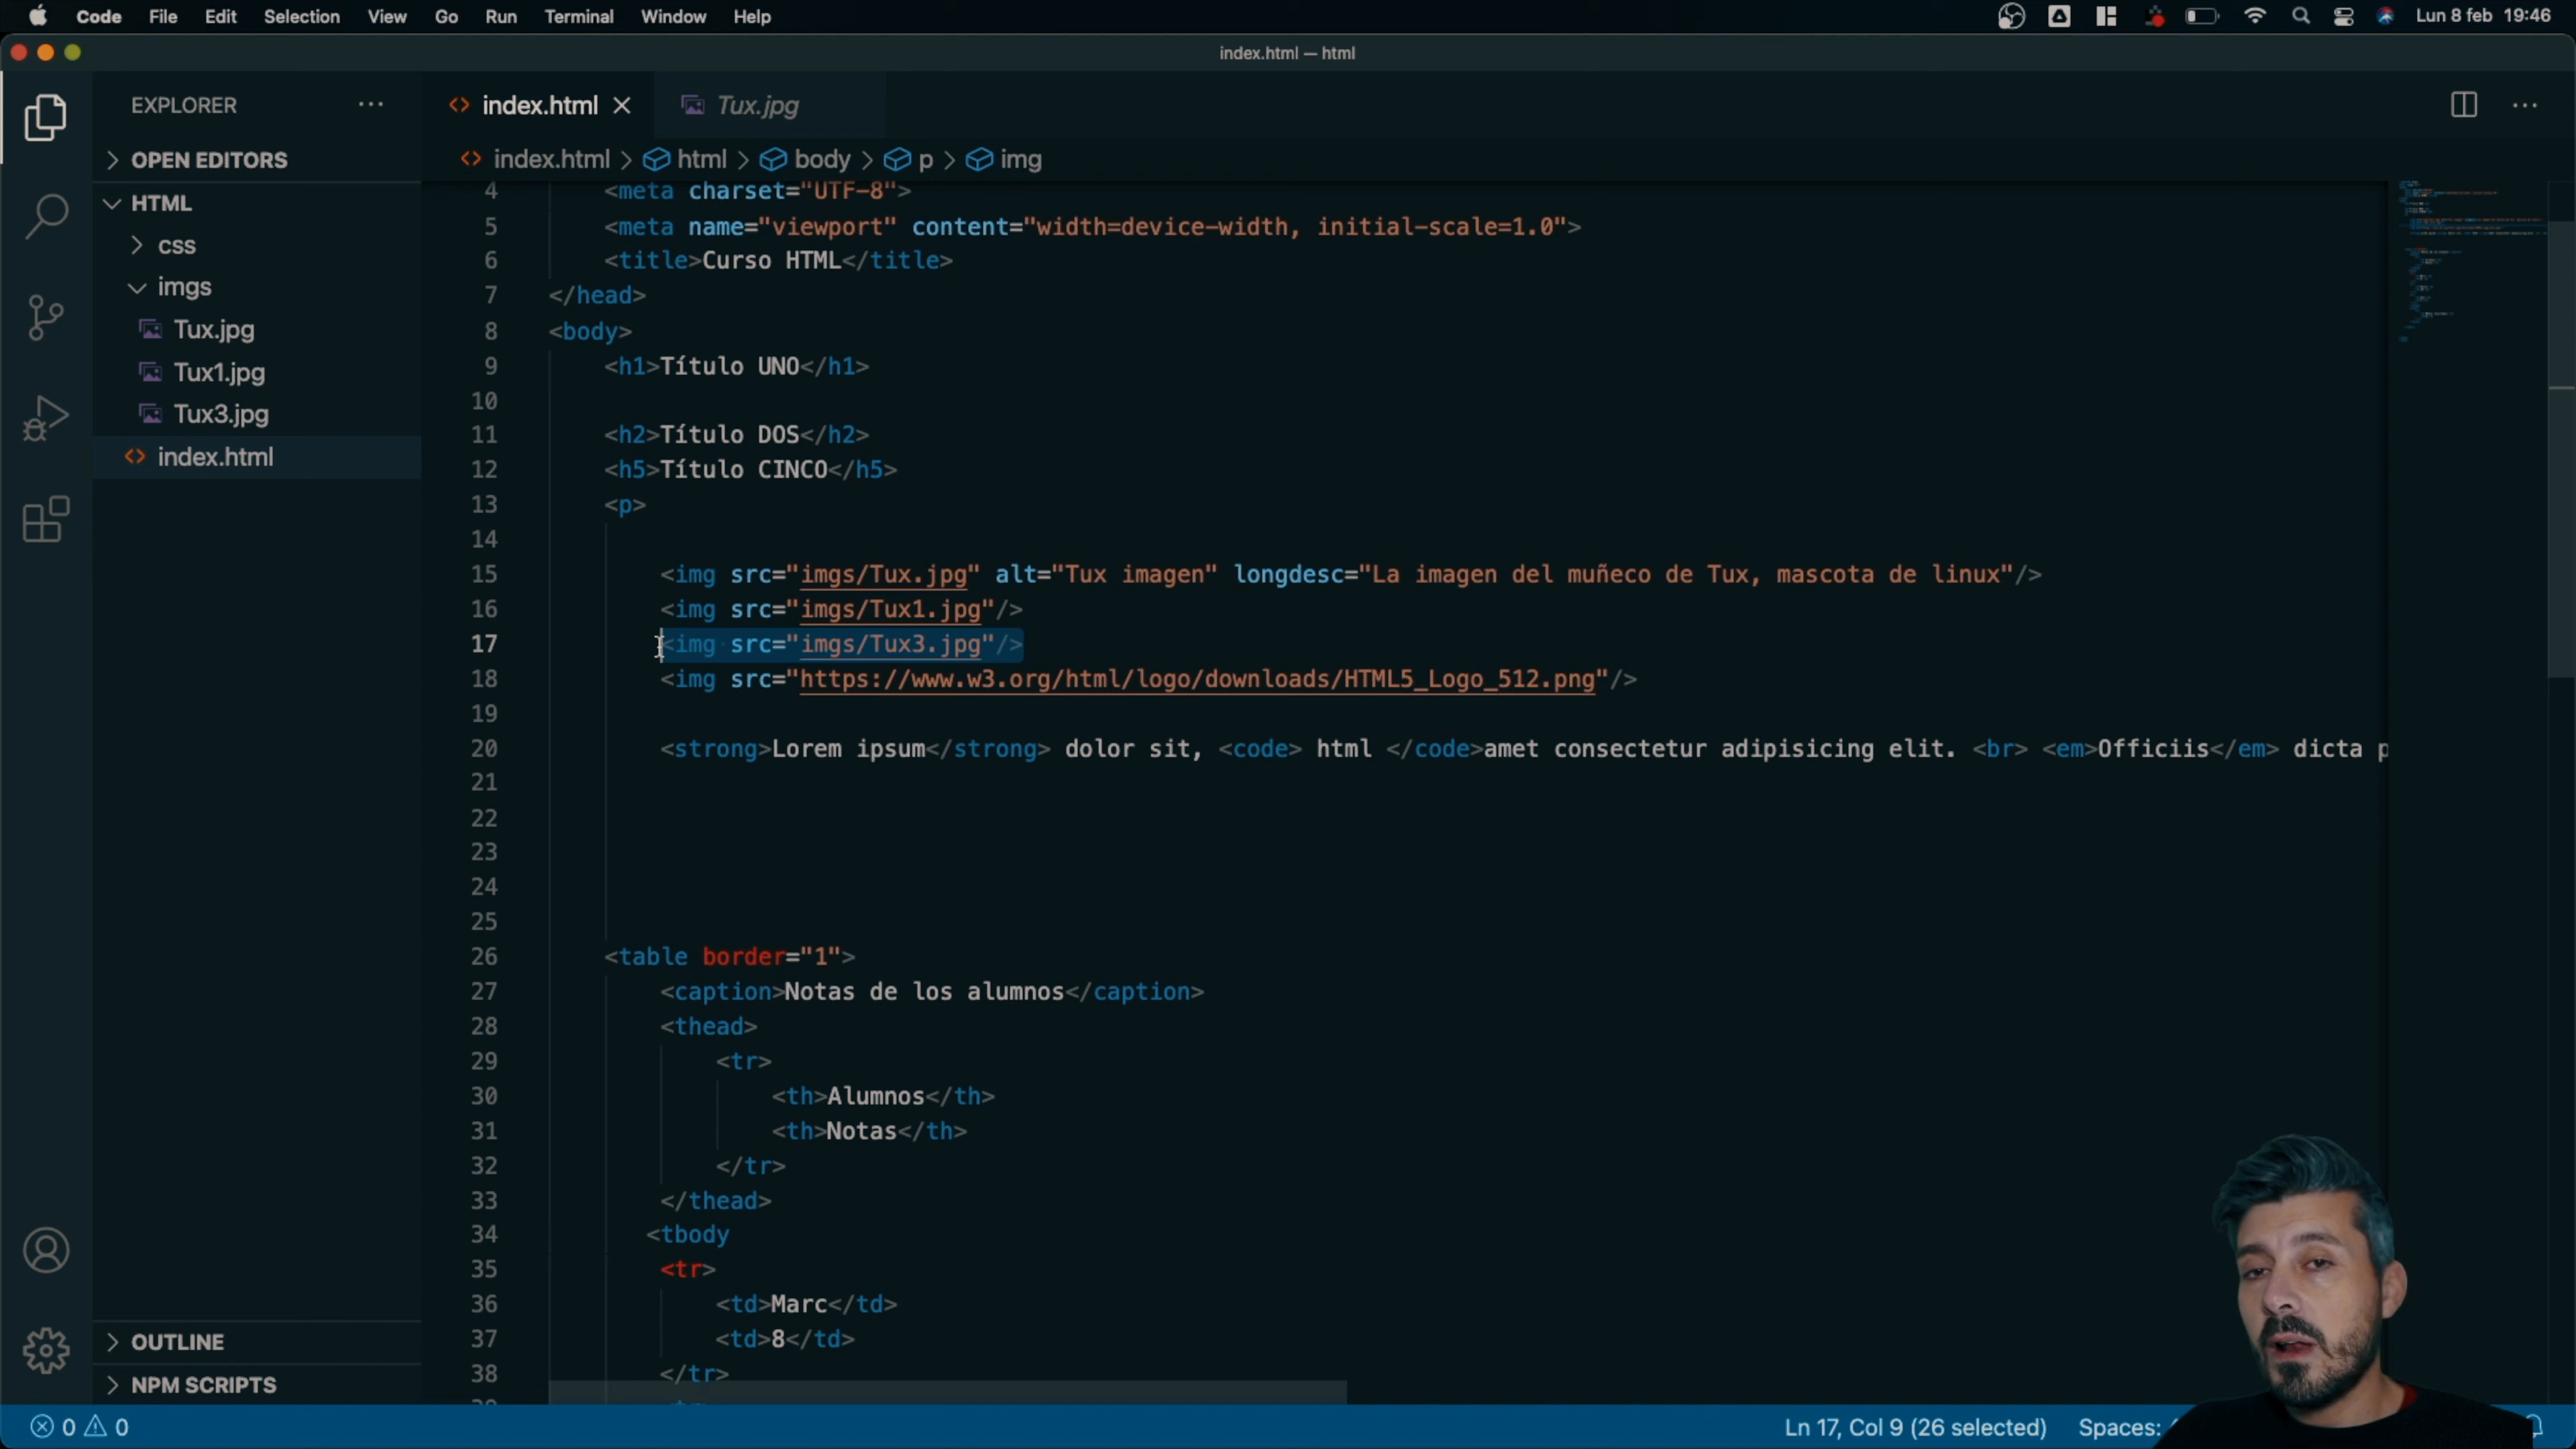 Code File Edit Selection View Go Run Terminal Window Help Lun 8 feb 19:46
index.html — html
EXPLORER ··· index.html Tux.jpg ···
OPEN EDITORS
index.html > html > body > p > img
HTML
css
imgs
Tux.jpg
Tux1.jpg
Tux3.jpg
index.html
OUTLINE
NPM SCRIPTS
4 <meta charset="UTF-8">
5 <meta name="viewport" content="width=device-width, initial-scale=1.0">
6 <title>Curso HTML</title>
7 </head>
8 <body>
9 <h1>Título UNO</h1>
10
11 <h2>Título DOS</h2>
12 <h5>Título CINCO</h5>
13 <p>
14
15 <img src="imgs/Tux.jpg" alt="Tux imagen" longdesc="La imagen del muñeco de Tux, mascota de linux"/>
16 <img src="imgs/Tux1.jpg"/>
17 <img src="imgs/Tux3.jpg"/>
18 <img src="https://www.w3.org/html/logo/downloads/HTML5_Logo_512.png"/>
19
20 <strong>Lorem ipsum</strong> dolor sit, <code> html </code>amet consectetur adipisicing elit. <br> <em>Officiis</em> dicta p
21
22
23
24
25
26 <table border="1">
27 <caption>Notas de los alumnos</caption>
28 <thead>
29 <tr>
30 <th>Alumnos</th>
31 <th>Notas</th>
32 </tr>
33 </thead>
34 <tbody
35 <tr>
36 <td>Marc</td>
37 <td>8</td>
38 </tr>
0 0 Ln 17, Col 9 (26 selected) Spaces: